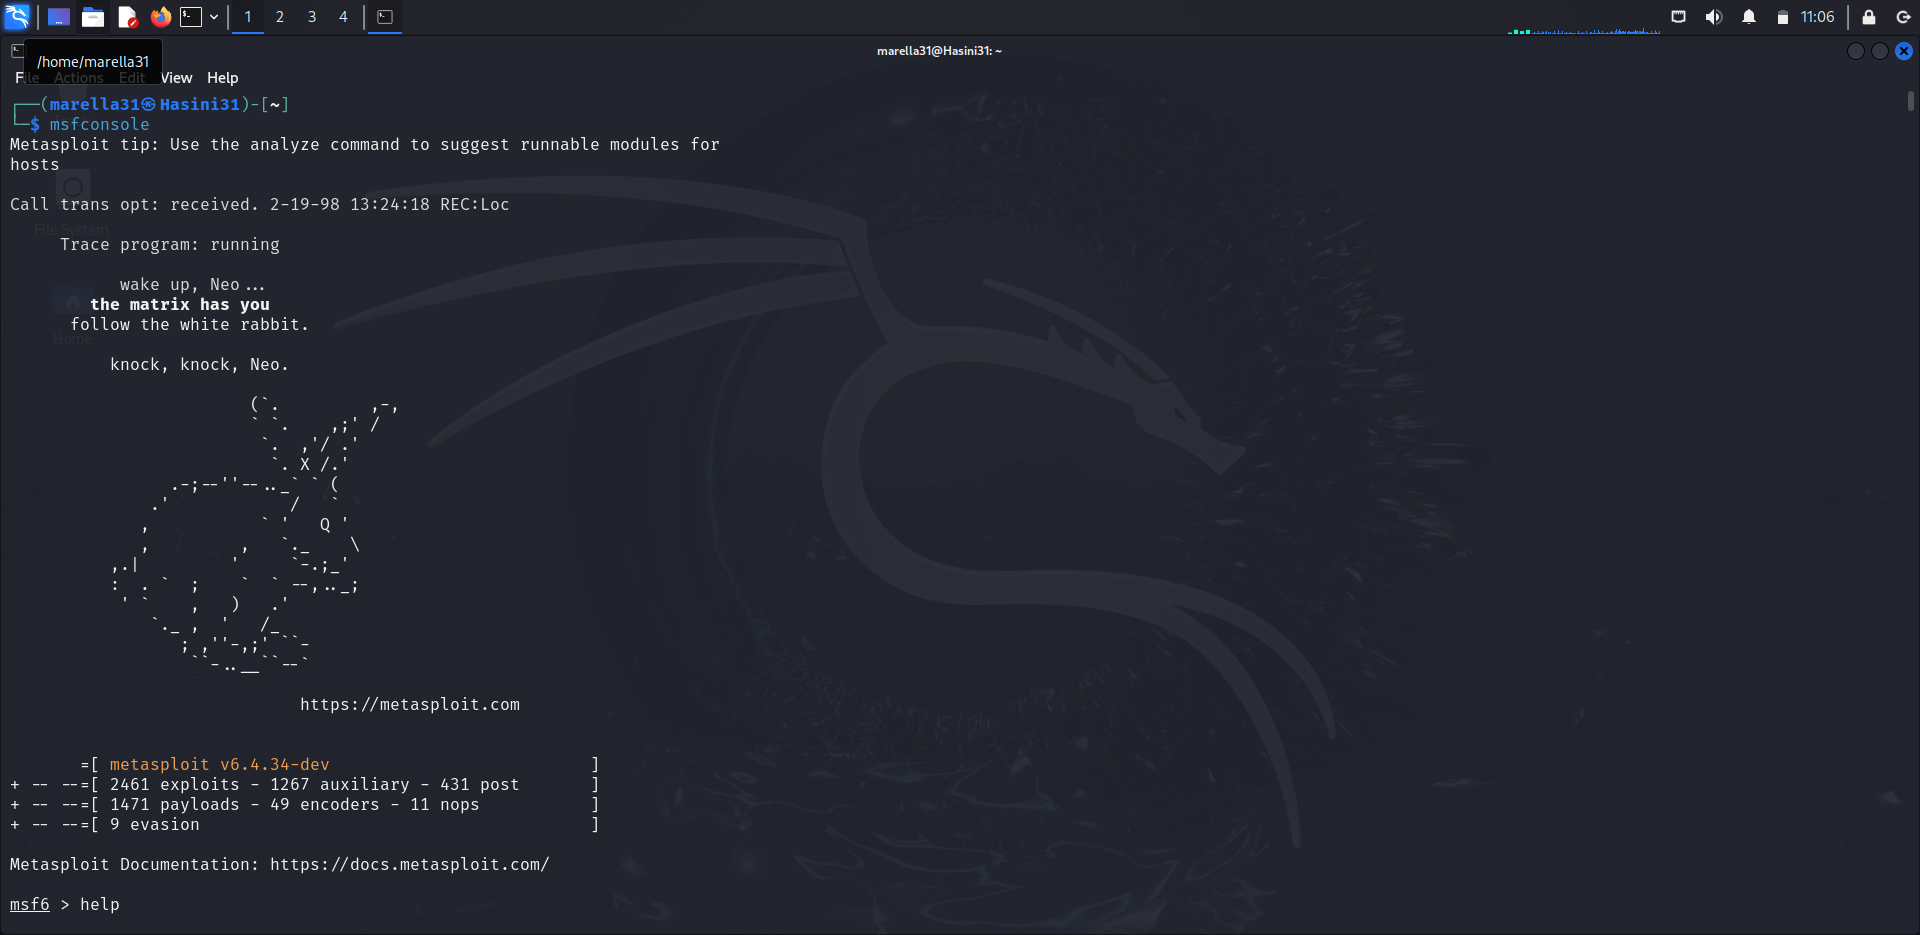 1 2 3 4 11:06
marella31@Hasini31: ~
/home/marella31
File Actions Edit View Help
┌──(marella31㉿Hasini31)-[~]
└─$ msfconsole
Metasploit tip: Use the analyze command to suggest runnable modules for
hosts
Call trans opt: received. 2-19-98 13:24:18 REC:Loc
File System
     Trace program: running
           wake up, Neo...
        the matrix has you
      follow the white rabbit.
Home
          knock, knock, Neo.
                        (`.         ,-,
                        ` `.    ,;' /
                         `.  ,'/ .'
                          `. X /.'
                .-;--''--.._` ` (
              .'            /   `
             ,           ` '   Q '
             ,         ,   `._    \
          ,.|         '     `-.;_'
          :  . `  ;    `  ` --,.._;
           ' `    ,   )   .'
              `._ ,  '   /_
                 ; ,''-,;' ``-
                  ``-..__``--`
                             https://metasploit.com
       =[ metasploit v6.4.34-dev                          ]
+ -- --=[ 2461 exploits - 1267 auxiliary - 431 post       ]
+ -- --=[ 1471 payloads - 49 encoders - 11 nops           ]
+ -- --=[ 9 evasion                                       ]
Metasploit Documentation: https://docs.metasploit.com/
msf6 > help